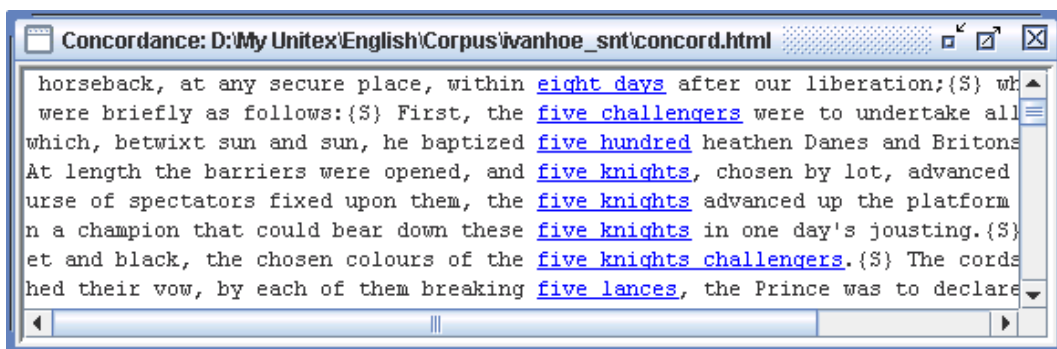 Concordance: D:\My Unitex\English\Corpus\ivanhoe_snt\concord.html
horseback, at any secure place, within eight days after our liberation;{S} wh
were briefly as follows:{S} First, the five challengers were to undertake all
which, betwixt sun and sun, he baptized five hundred heathen Danes and Britons
At length the barriers were opened, and five knights, chosen by lot, advanced
urse of spectators fixed upon them, the five knights advanced up the platform
n a champion that could bear down these five knights in one day's jousting.{S}
et and black, the chosen colours of the five knights challengers.{S} The cords
hed their vow, by each of them breaking five lances, the Prince was to declare